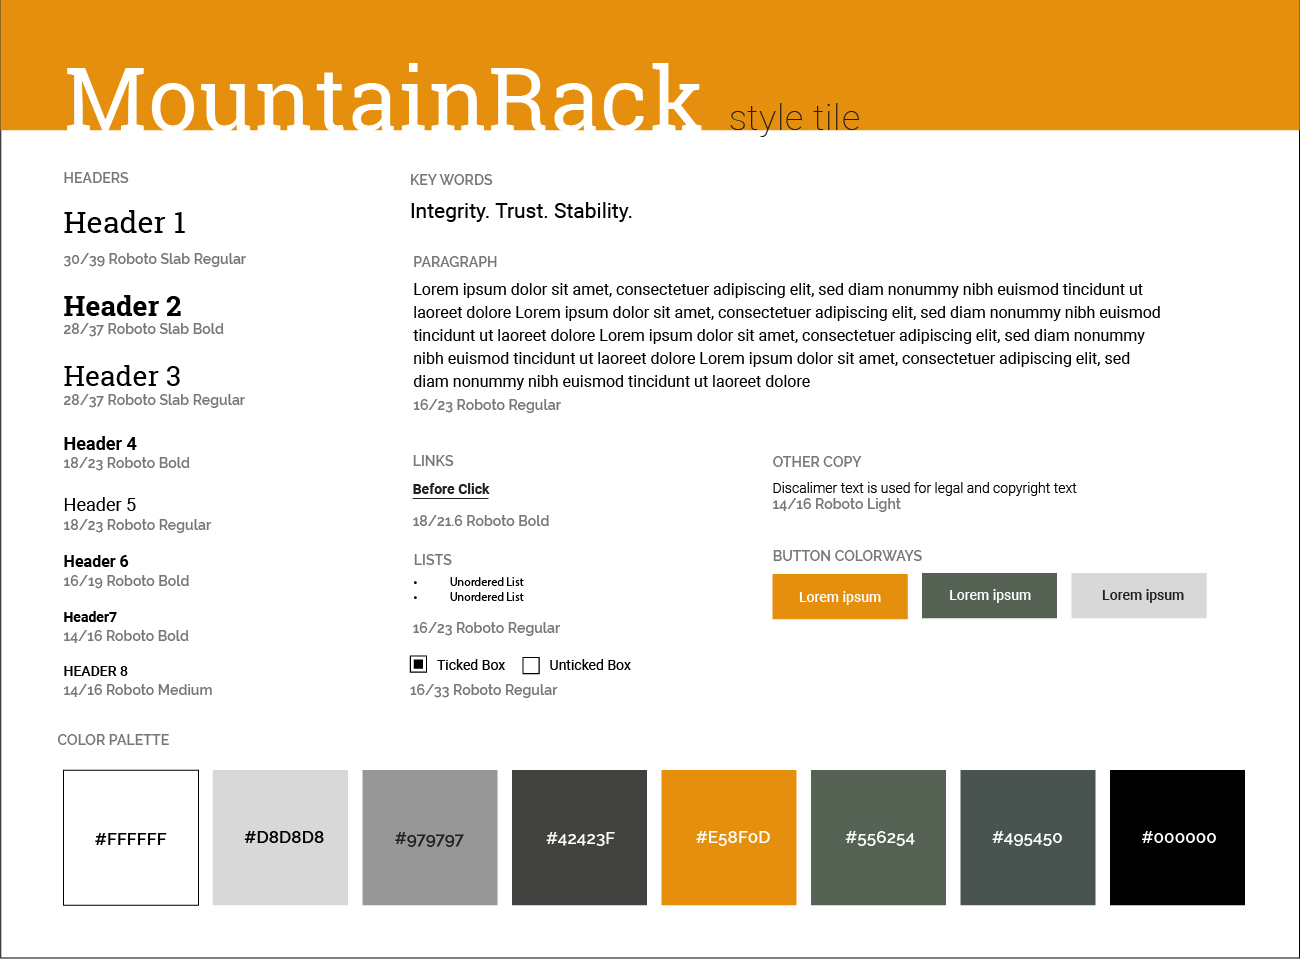 MountainRack style tile
HEADERS
Header 1
30/39 Roboto Slab Regular
Header 2
28/37 Roboto Slab Bold
Header 3
28/37 Roboto Slab Regular
Header 4
18/23 Roboto Bold
Header 5
18/23 Roboto Regular
Header 6
16/19 Roboto Bold
Header7
14/16 Roboto Bold
HEADER 8
14/16 Roboto Medium
KEY WORDS
Integrity. Trust. Stability.
PARAGRAPH
Lorem ipsum dolor sit amet, consectetuer adipiscing elit, sed diam nonummy nibh euismod tincidunt ut
laoreet dolore Lorem ipsum dolor sit amet, consectetuer adipiscing elit, sed diam nonummy nibh euismod
tincidunt ut laoreet dolore Lorem ipsum dolor sit amet, consectetuer adipiscing elit, sed diam nonummy
nibh euismod tincidunt ut laoreet dolore Lorem ipsum dolor sit amet, consectetuer adipiscing elit, sed
diam nonummy nibh euismod tincidunt ut laoreet dolore
16/23 Roboto Regular
LINKS
Before Click
18/21.6 Roboto Bold
LISTS
• Unordered List
• Unordered List
16/23 Roboto Regular
Ticked Box Unticked Box
16/33 Roboto Regular
OTHER COPY
Discalimer text is used for legal and copyright text
14/16 Roboto Light
BUTTON COLORWAYS
Lorem ipsum Lorem ipsum Lorem ipsum
COLOR PALETTE
#FFFFFF #D8D8D8 #979797 #42423F #E58F0D #556254 #495450 #000000